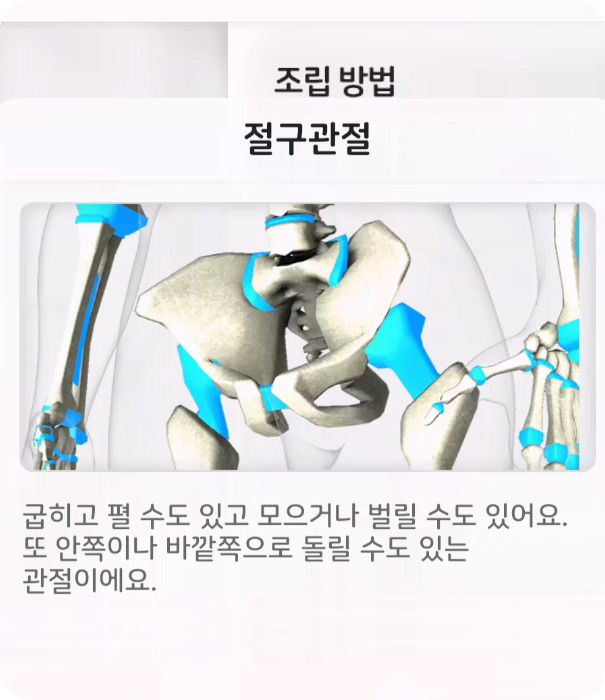 조립 방법
절구관절
굽히고 펼 수도 있고 모으거나 벌릴 수도 있어요.
또 안쪽이나 바깥쪽으로 돌릴 수도 있는
관절이에요.